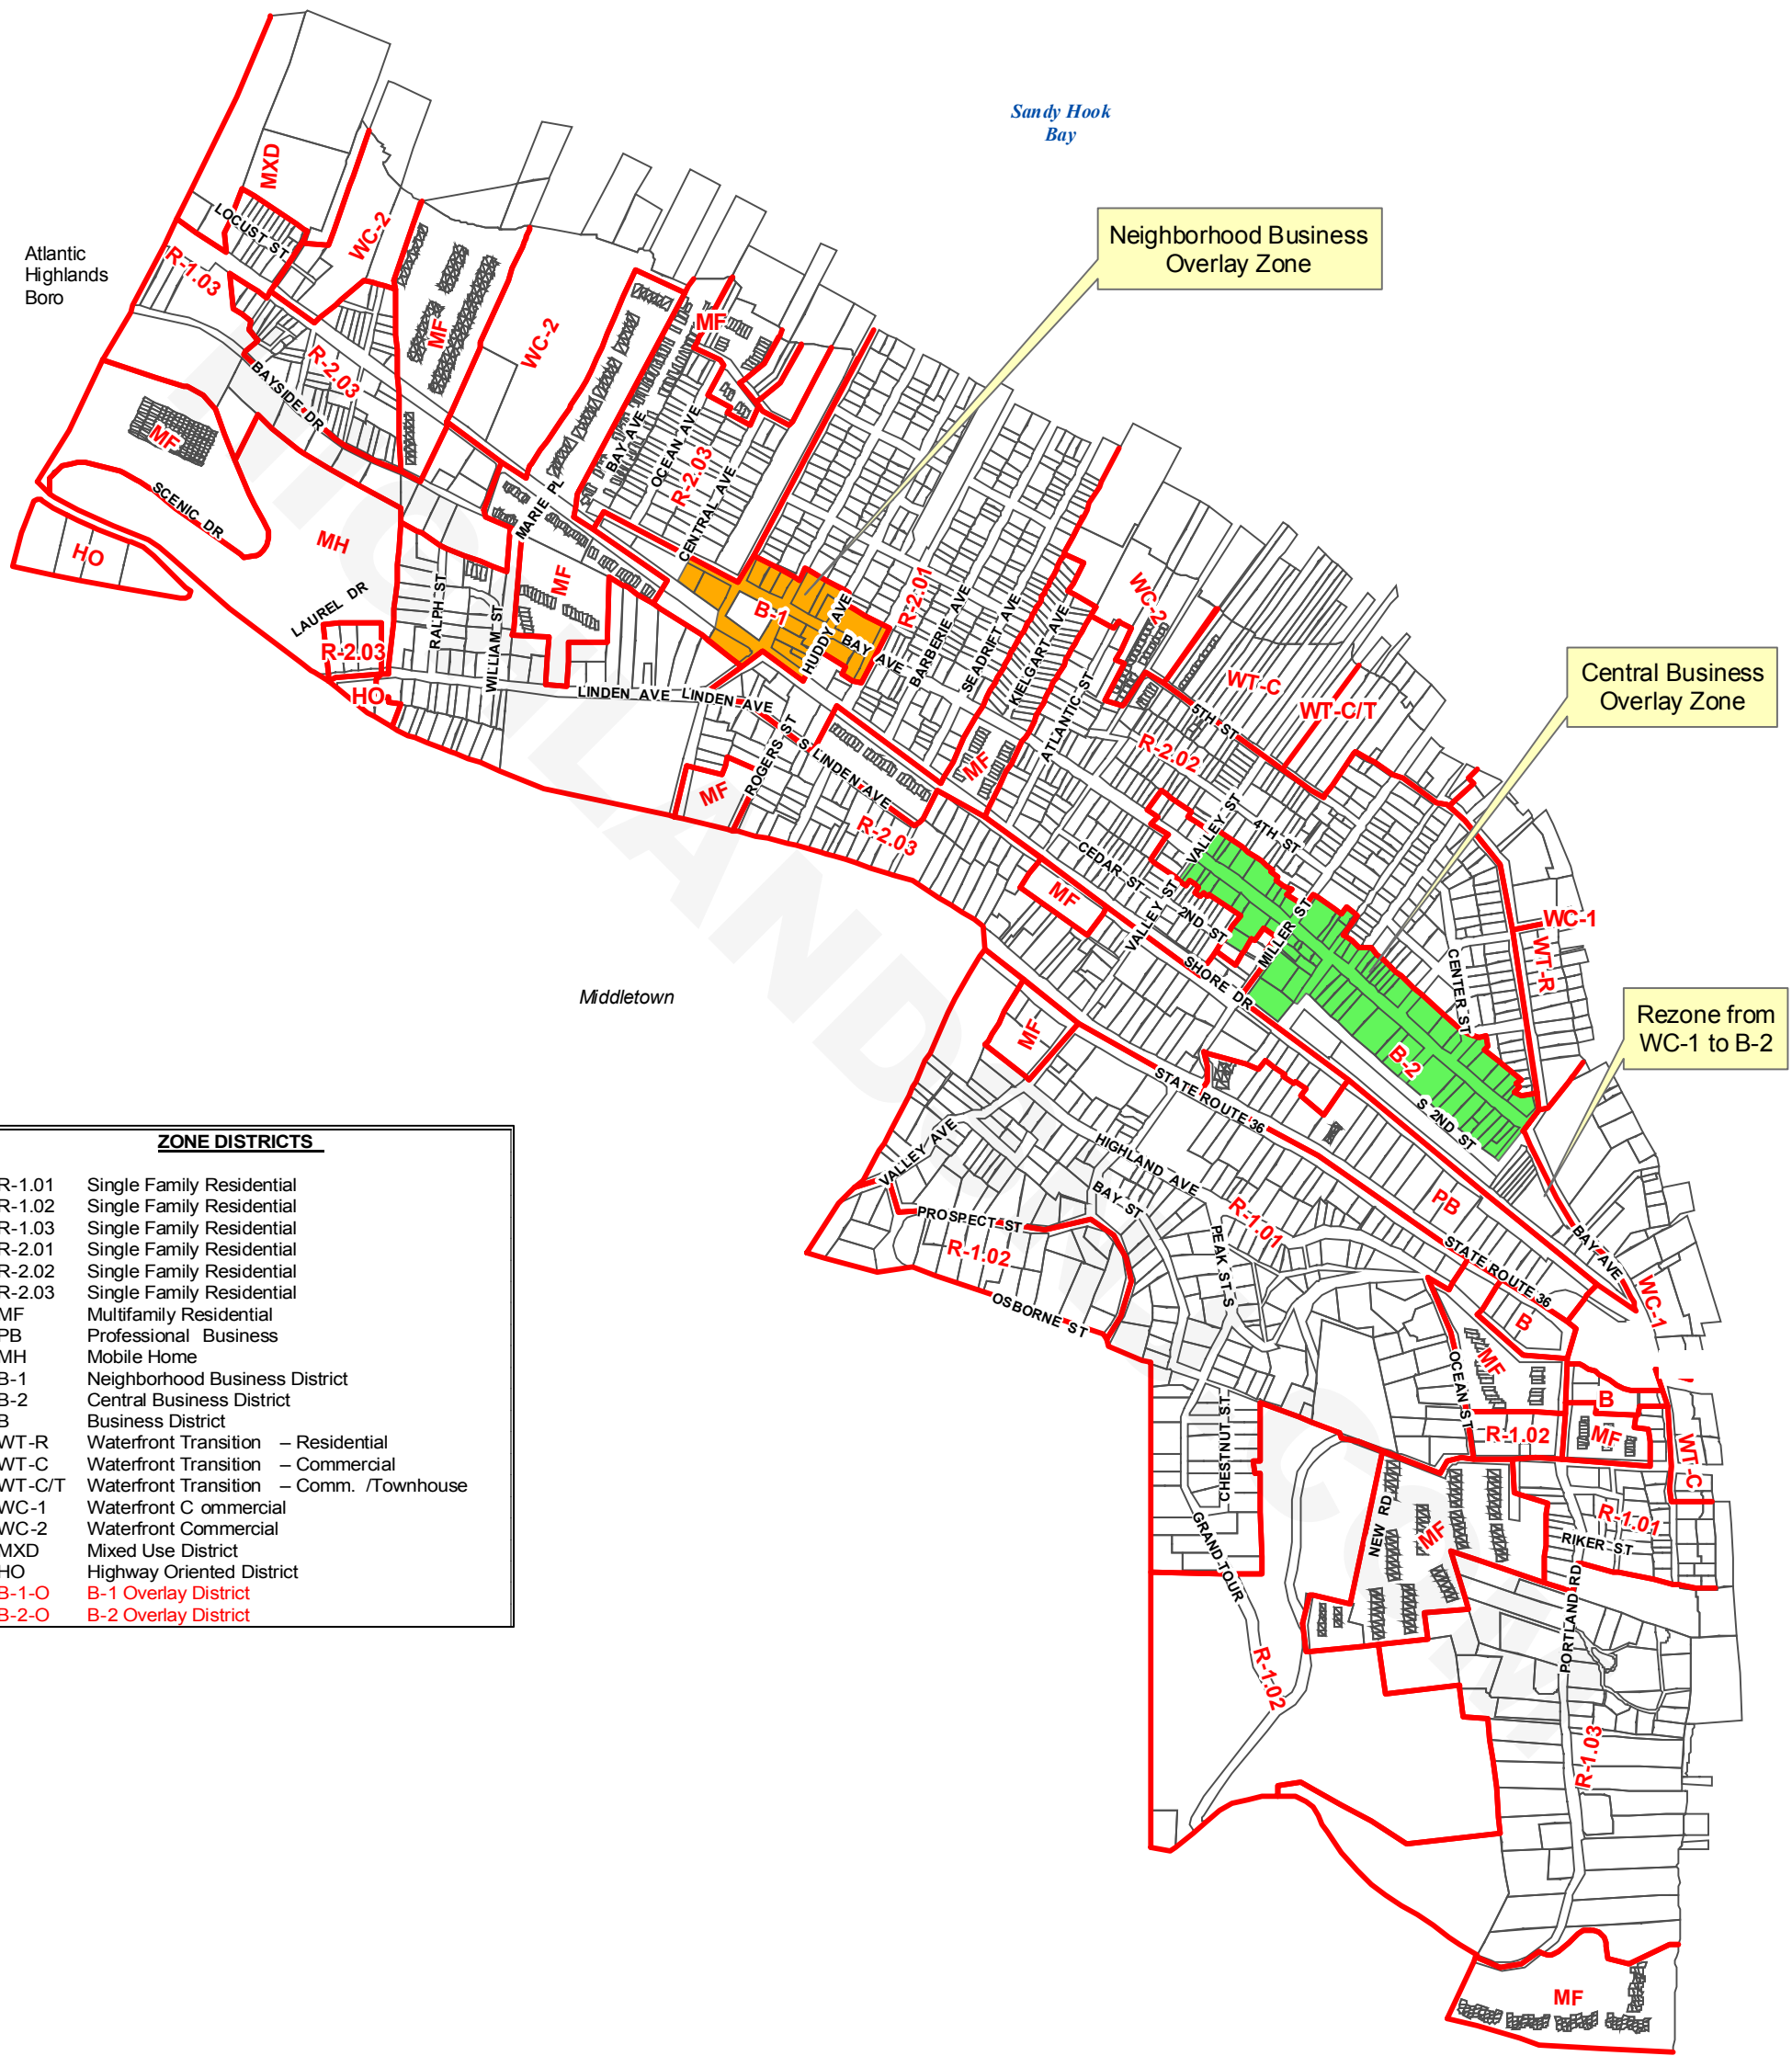 Sandy Hook
Bay
Atlantic
Highlands
Boro
Neighborhood Business
Overlay Zone
Central Business
Overlay Zone
Rezone from
WC-1 to B-2
Middletown
MXD
LOCUST ST
WC-2
R-1.03
MF
WC-2
MF
R-2.03
BAYSIDE DR
MF
SCENIC DR
HO
MH
LAUREL DR
R-2.03
HO
RALPH ST
WILLIAM ST
MARIE PL
MF
BAY AVE
OCEAN AVE
R-2.03
CENTRAL AVE
B-1
HUDDY AVE
BAY AVE
R-2.01
BARBERIE AVE
SEADRIFT AVE
KIELGART AVE
ATLANTIC ST
WC-2
WT-C
WT-C/T
5TH ST
R-2.02
LINDEN AVE
LINDEN AVE
S LINDEN AVE
ROGERS ST
MF
R-2.03
MF
MF
CEDAR ST
VALLEY ST
VALLEY ST
VALLEY ST
4TH ST
2ND ST
MILLER ST
SHORE DR
CENTER ST
WC-1
WT-R
B-2
S 2ND ST
MF
STATE ROUTE 36
HIGHLAND AVE
VALLEY AVE
BAY ST
PROSPECT ST
R-1.02
OSBORNE ST
PEAK ST S
R-1.01
PB
STATE ROUTE 36
BAY AVE
WC-1
B
MF
OCEAN ST
B
R-1.02
MF
WT-C
CHESTNUT ST
GRAND TOUR
NEW RD
MF
R-1.01
RIKER ST
PORTLAND RD
R-1.02
R-1.03
MF
ZONE DISTRICTS
R-1.01 Single Family Residential
R-1.02 Single Family Residential
R-1.03 Single Family Residential
R-2.01 Single Family Residential
R-2.02 Single Family Residential
R-2.03 Single Family Residential
MF Multifamily Residential
PB Professional Business
MH Mobile Home
B-1 Neighborhood Business District
B-2 Central Business District
B Business District
WT-R Waterfront Transition – Residential
WT-C Waterfront Transition – Commercial
WT-C/T Waterfront Transition – Comm. /Townhouse
WC-1 Waterfront C ommercial
WC-2 Waterfront Commercial
MXD Mixed Use District
HO Highway Oriented District
B-1-O B-1 Overlay District
B-2-O B-2 Overlay District